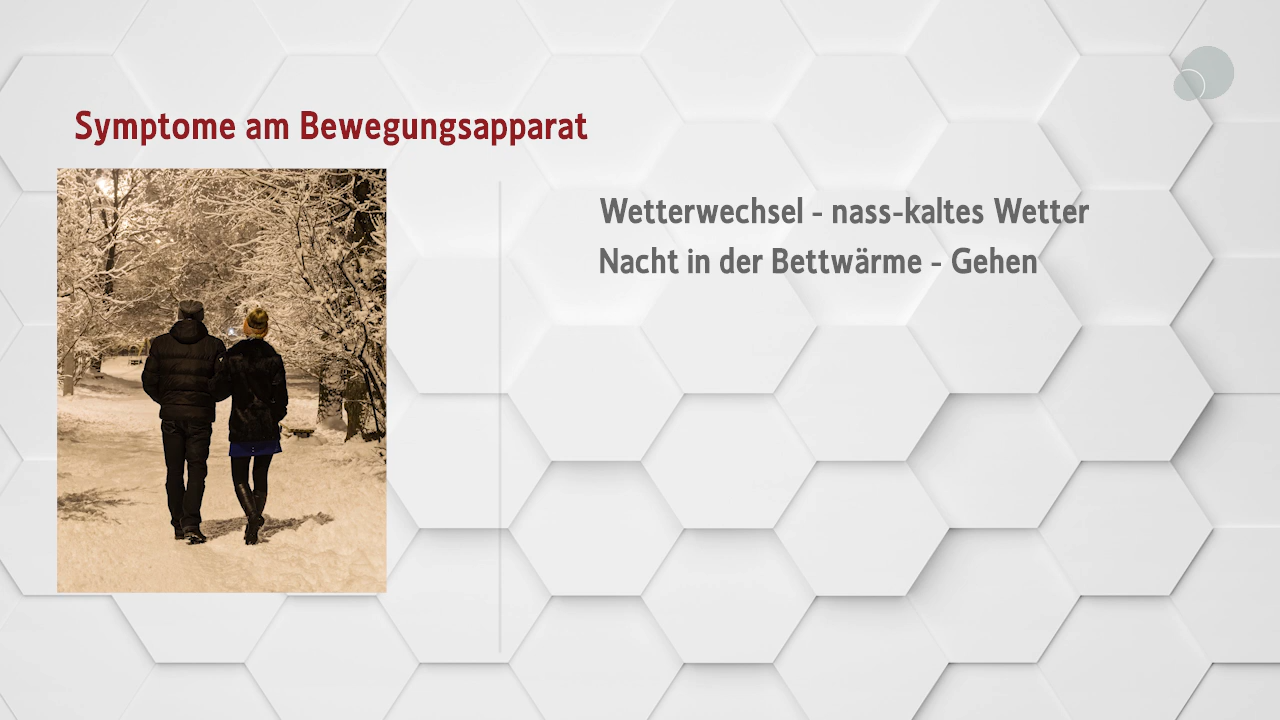 Symptome am Bewegungsapparat
Wetterwechsel - nass-kaltes Wetter
Nacht in der Bettwärme - Gehen